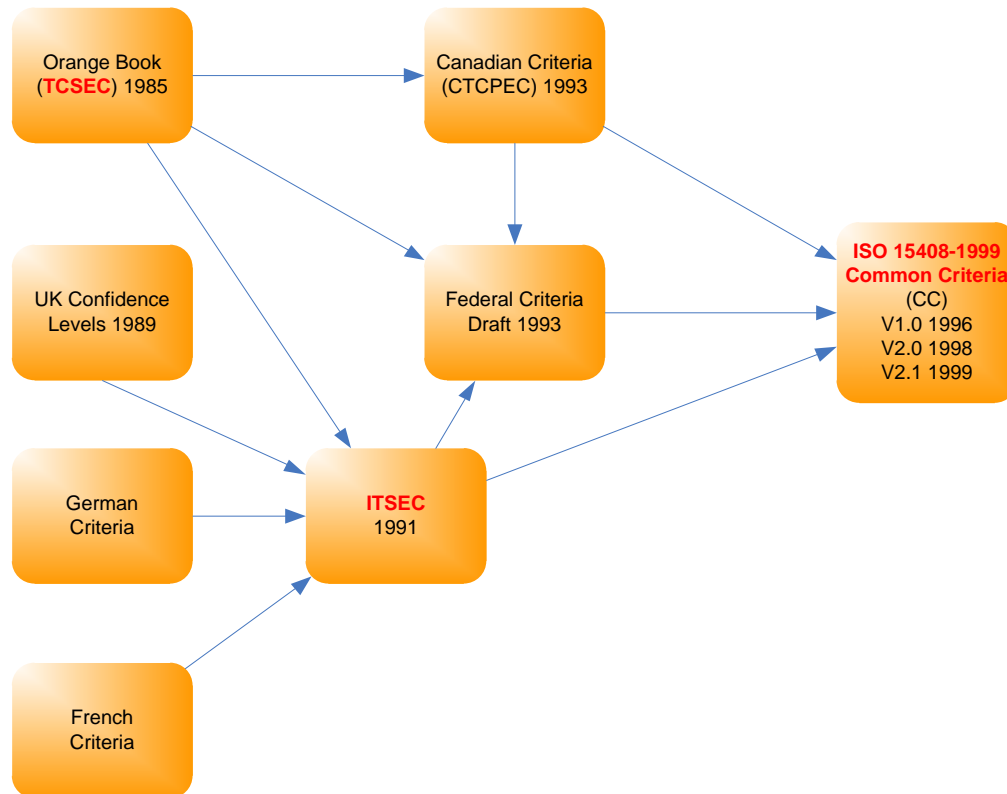 Orange Book
(TCSEC) 1985
Canadian Criteria
(CTCPEC) 1993
UK Confidence
Levels 1989
Federal Criteria
Draft 1993
ISO 15408-1999
Common Criteria
(CC)
V1.0 1996
V2.0 1998
V2.1 1999
German
Criteria
ITSEC
1991
French
Criteria